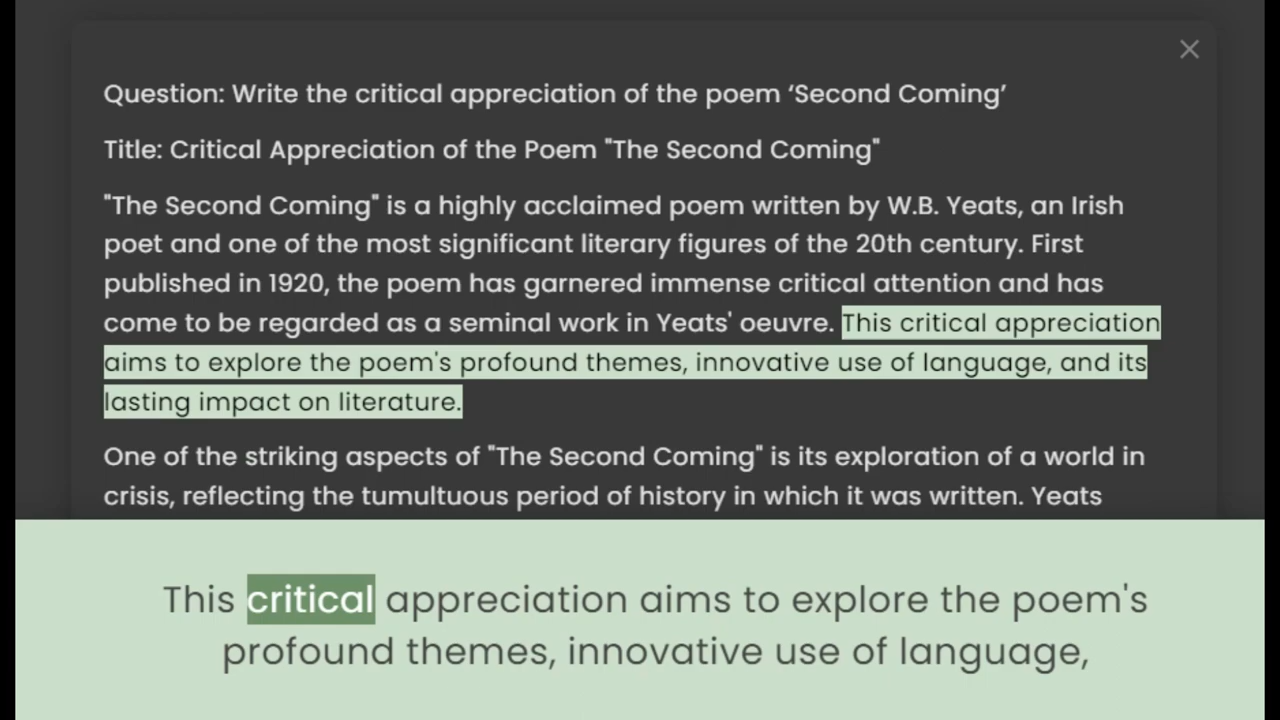 Question: Write the critical appreciation of the poem ‘Second Coming’
Title: Critical Appreciation of the Poem "The Second Coming"
"The Second Coming" is a highly acclaimed poem written by W.B. Yeats, an Irish
poet and one of the most significant literary figures of the 20th century. First
published in 1920, the poem has garnered immense critical attention and has
come to be regarded as a seminal work in Yeats' oeuvre. This critical appreciation
aims to explore the poem's profound themes, innovative use of language, and its
lasting impact on literature.
One of the striking aspects of "The Second Coming" is its exploration of a world in
crisis, reflecting the tumultuous period of history in which it was written. Yeats
This critical appreciation aims to explore the poem's
profound themes, innovative use of language,